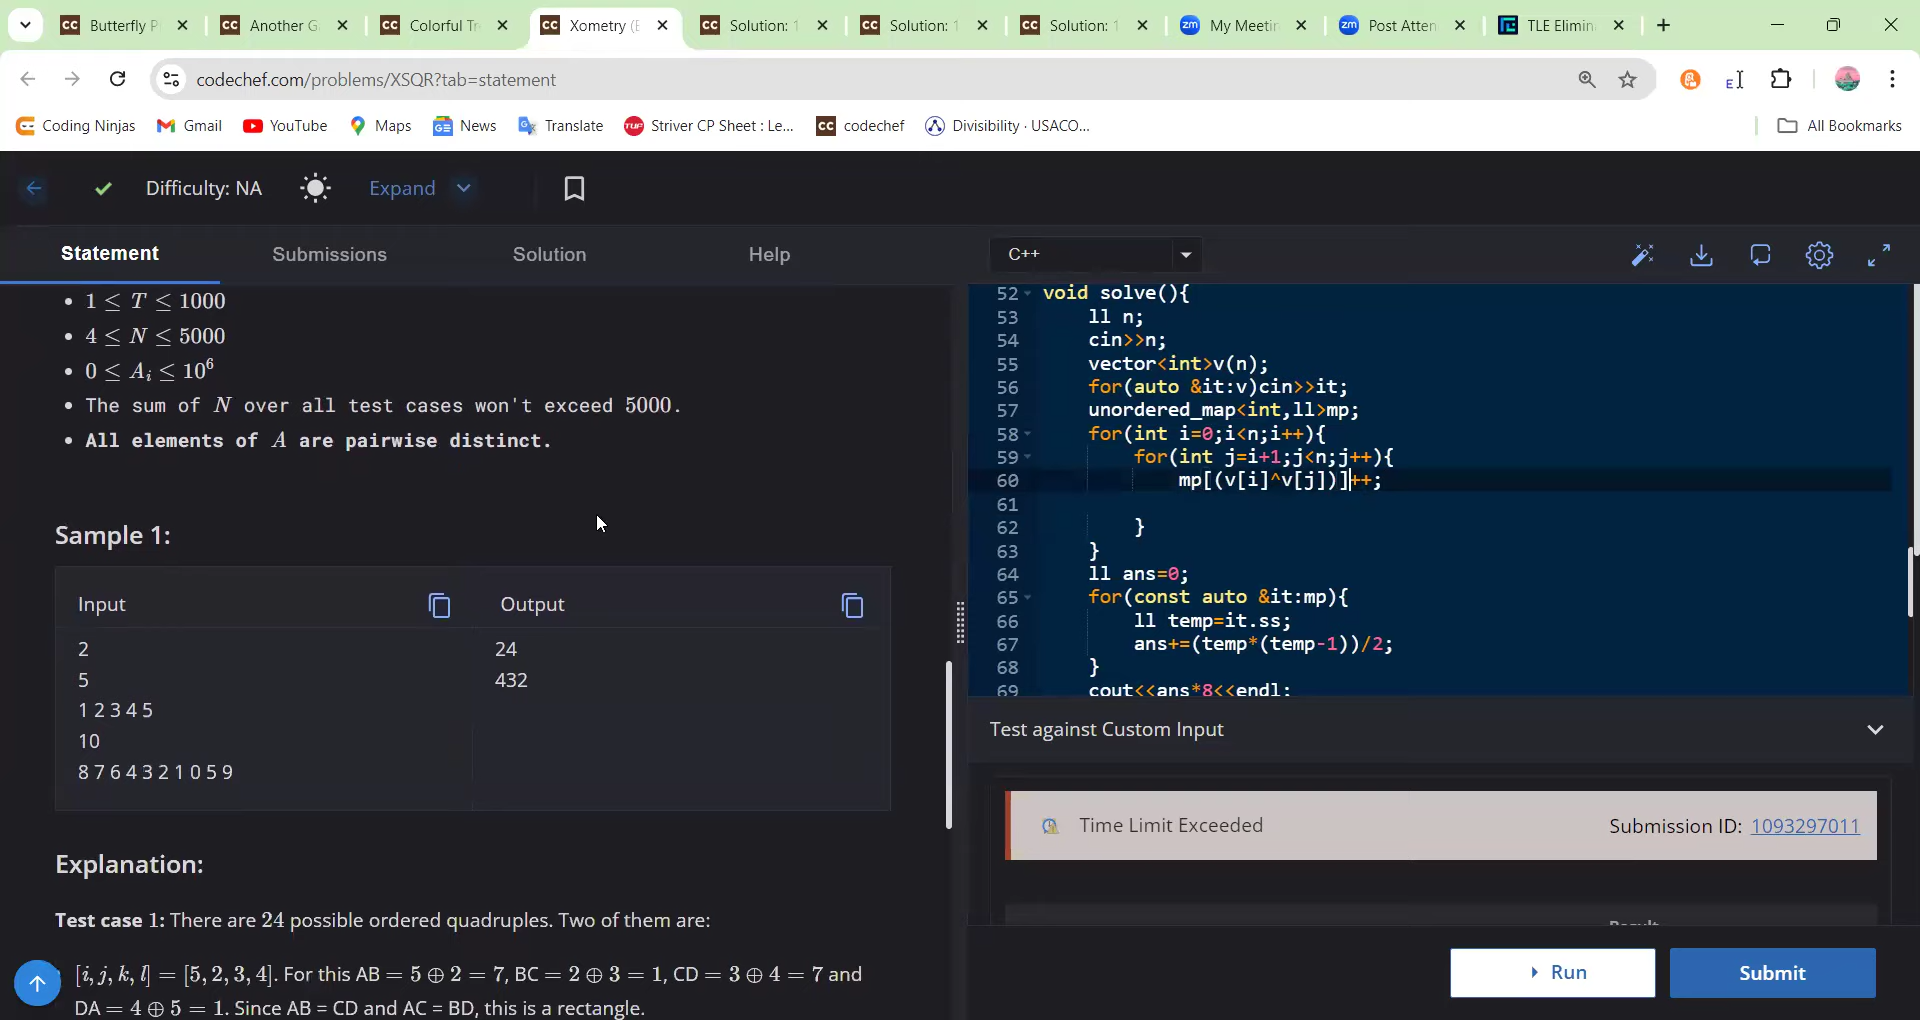 Butterfly P
Another G
Colorful Tr
Xometry (E
Solution: 1
Solution: 1
Solution: 1
My Meetin
Post Atten
TLE Elimin
codechef.com/problems/XSQR?tab=statement
Coding Ninjas
Gmail
YouTube
Maps
News
Translate
Striver CP Sheet : Le...
codechef
Divisibility · USACO...
All Bookmarks
Difficulty: NA
Expand
Statement
Submissions
Solution
Help
• 1 ≤ T ≤ 1000
• 4 ≤ N ≤ 5000
• 0 ≤ Aᵢ ≤ 10⁶
• The sum of N over all test cases won't exceed 5000.
• All elements of A are pairwise distinct.
Sample 1:
Input
Output
2
5
1 2 3 4 5
10
8 7 6 4 3 2 1 0 5 9
24
432
Explanation:
Test case 1: There are 24 possible ordered quadruples. Two of them are:
[i, j, k, l] = [5, 2, 3, 4]. For this AB = 5 ⊕ 2 = 7, BC = 2 ⊕ 3 = 1, CD = 3 ⊕ 4 = 7 and
DA = 4 ⊕ 5 = 1. Since AB = CD and AC = BD, this is a rectangle.
C++
52 void solve(){
53 ll n;
54 cin>>n;
55 vector<int>v(n);
56 for(auto &it:v)cin>>it;
57 unordered_map<int,ll>mp;
58 for(int i=0;i<n;i++){
59 for(int j=i+1;j<n;j++){
60 mp[(v[i]^v[j])]++;
61
62 }
63 }
64 ll ans=0;
65 for(const auto &it:mp){
66 ll temp=it.ss;
67 ans+=(temp*(temp-1))/2;
68 }
69 cout<<ans*8<<endl;
Test against Custom Input
Time Limit Exceeded
Submission ID: 1093297011
Result
Run
Submit